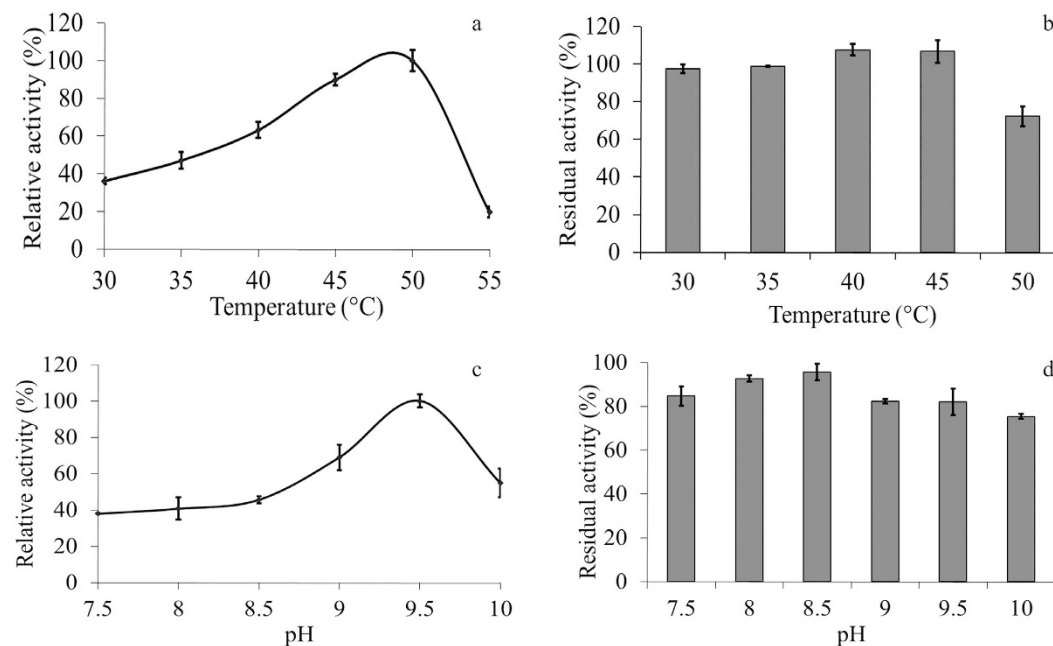 a
Relative activity (%)
120
100
80
60
40
20
0
30 35 40 45 50 55
Temperature (°C)
b
Residual activity (%)
120
100
80
60
40
20
0
30 35 40 45 50
Temperature (°C)
c
Relative activity (%)
120
100
80
60
40
20
0
7.5 8 8.5 9 9.5 10
pH
d
Residual activity (%)
100
80
60
40
20
0
7.5 8 8.5 9 9.5 10
pH